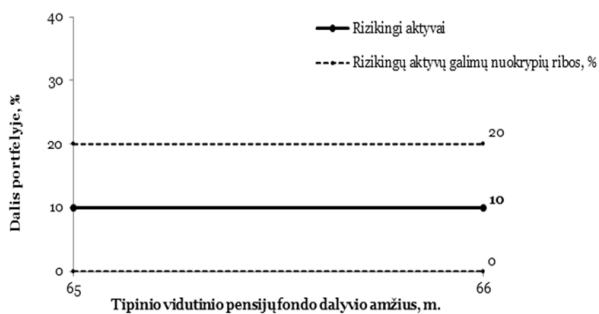 40
30
20
10
0
Dalis portfelyje, %
Rizikingi aktyvai
Rizikingų aktyvų galimų nuokrypių ribos, %
20
10
0
65
66
Tipinio vidutinio pensijų fondo dalyvio amžius, m.